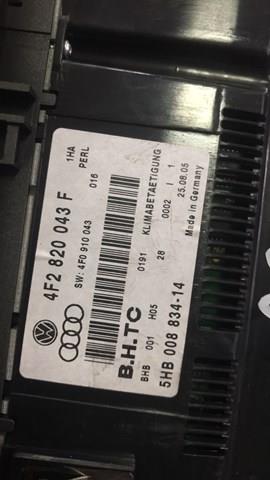 4F2 820 043 F
1HA
PERL
016
SW: 4F0 910 043
B.H.TC
BHB 001 H05
0191
28
KLIMABETAETIGUNG
0002 / 1
25.08.05
Made in Germany
5HB 008 834-14